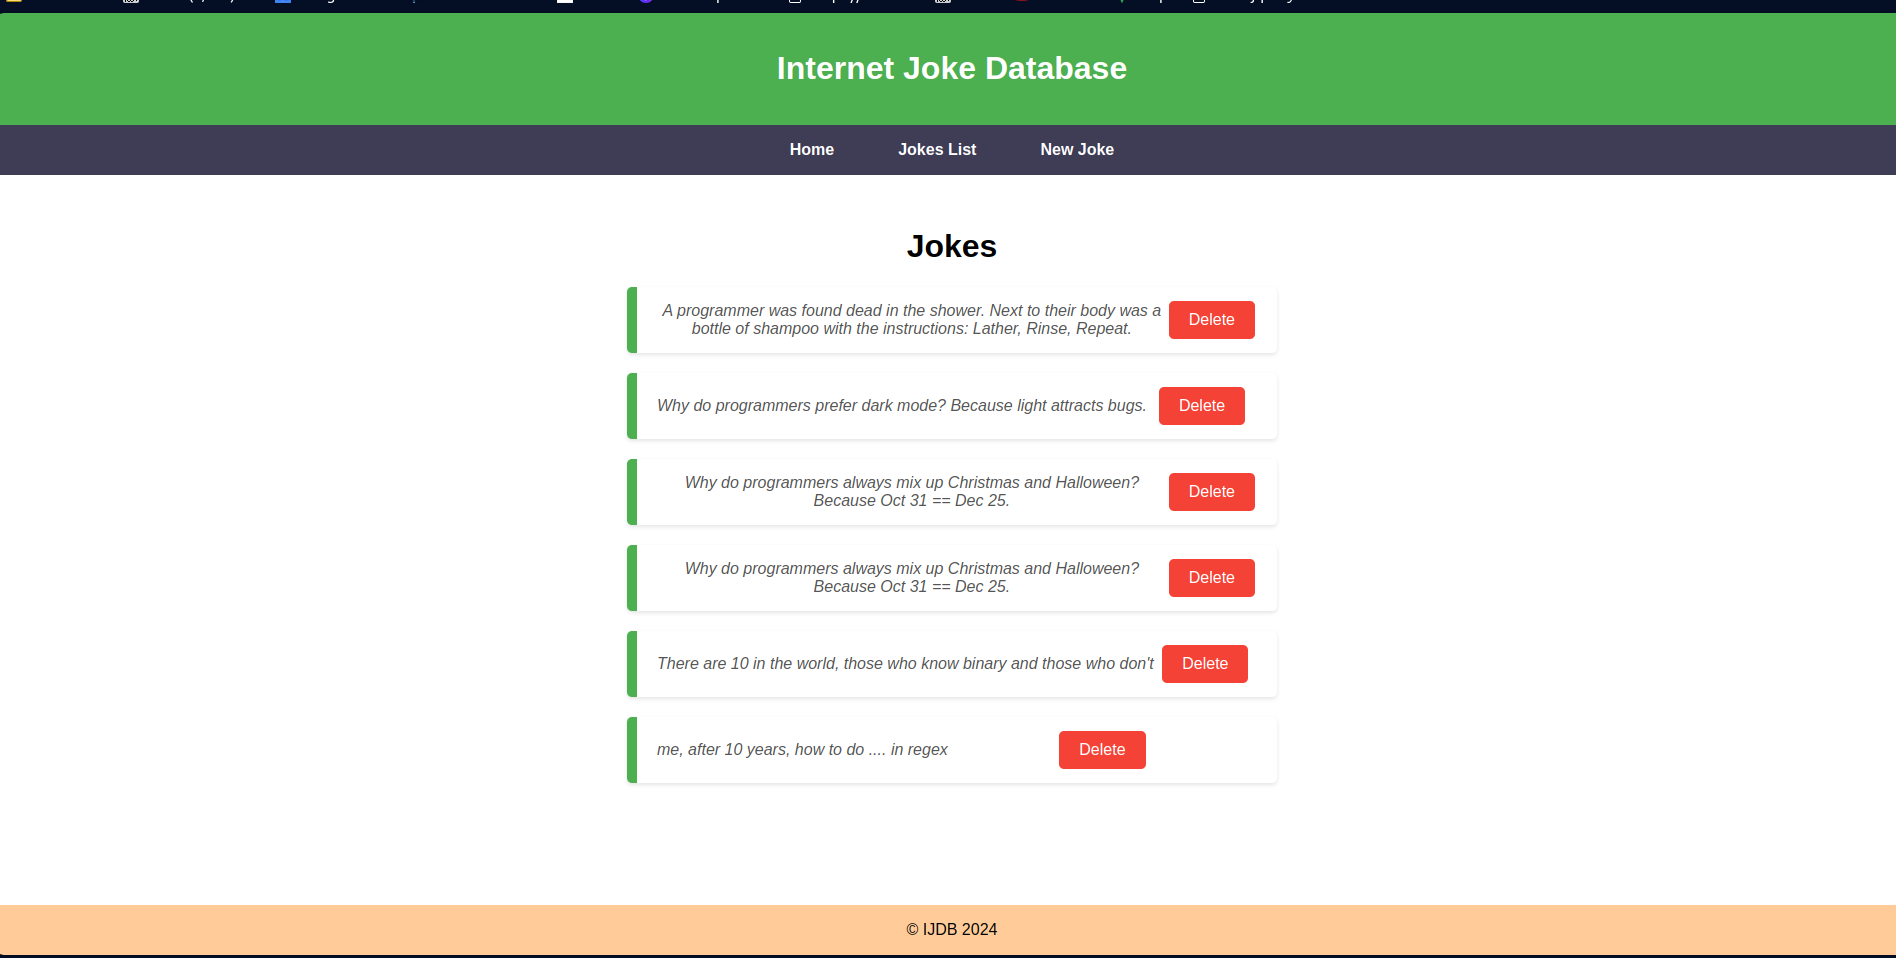 Internet Joke Database
Home Jokes List New Joke
Jokes
A programmer was found dead in the shower. Next to their body was a
bottle of shampoo with the instructions: Lather, Rinse, Repeat.
Delete
Why do programmers prefer dark mode? Because light attracts bugs.
Delete
Why do programmers always mix up Christmas and Halloween?
Because Oct 31 == Dec 25.
Delete
Why do programmers always mix up Christmas and Halloween?
Because Oct 31 == Dec 25.
Delete
There are 10 in the world, those who know binary and those who don't
Delete
me, after 10 years, how to do .... in regex
Delete
© IJDB 2024